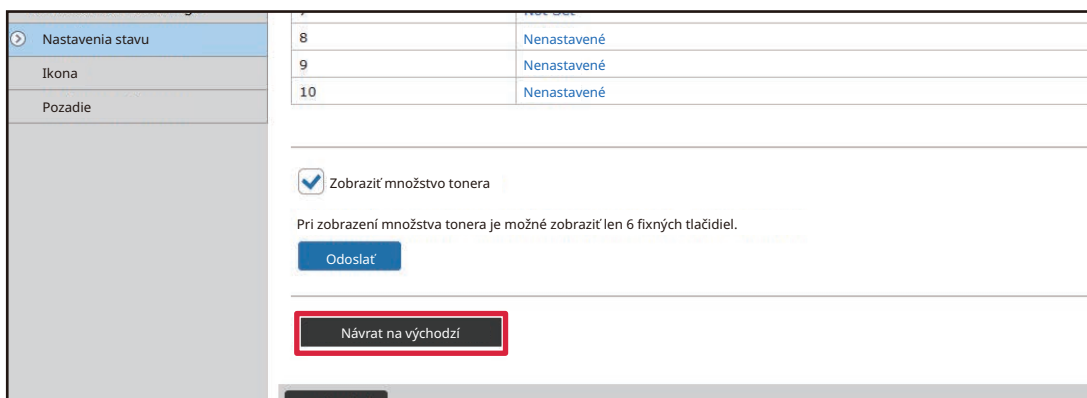 Nastavenia stavu
Ikona
Pozadie
8 Nenastavené
9 Nenastavené
10 Nenastavené
Zobraziť množstvo tonera
Pri zobrazení množstva tonera je možné zobraziť len 6 fixných tlačidiel.
Odoslať
Návrat na východzí